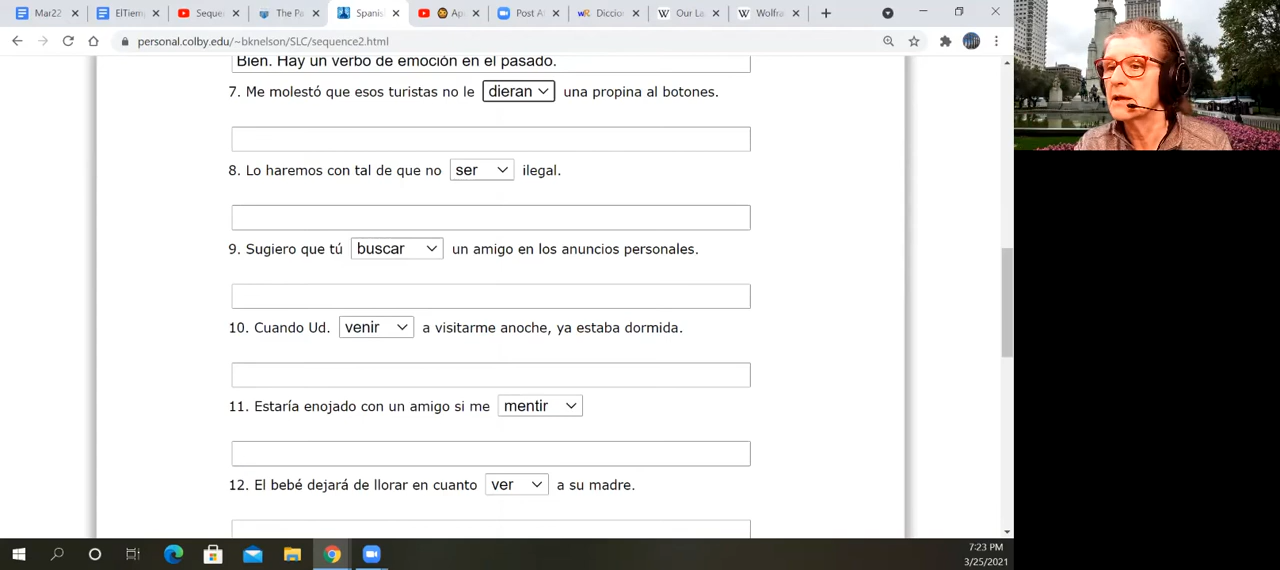 Mar22
ElTiem
Seque
The Pa
Spanis
Ap
Post A
Diccio
Our La
Wolfra
personal.colby.edu/~bknelson/SLC/sequence2.html
Bien. Hay un verbo de emoción en el pasado.
7. Me molestó que esos turistas no le dieran una propina al botones.
8. Lo haremos con tal de que no ser ilegal.
9. Sugiero que tú buscar un amigo en los anuncios personales.
10. Cuando Ud. venir a visitarme anoche, ya estaba dormida.
11. Estaría enojado con un amigo si me mentir
12. El bebé dejará de llorar en cuanto ver a su madre.
7:23 PM
3/25/2021